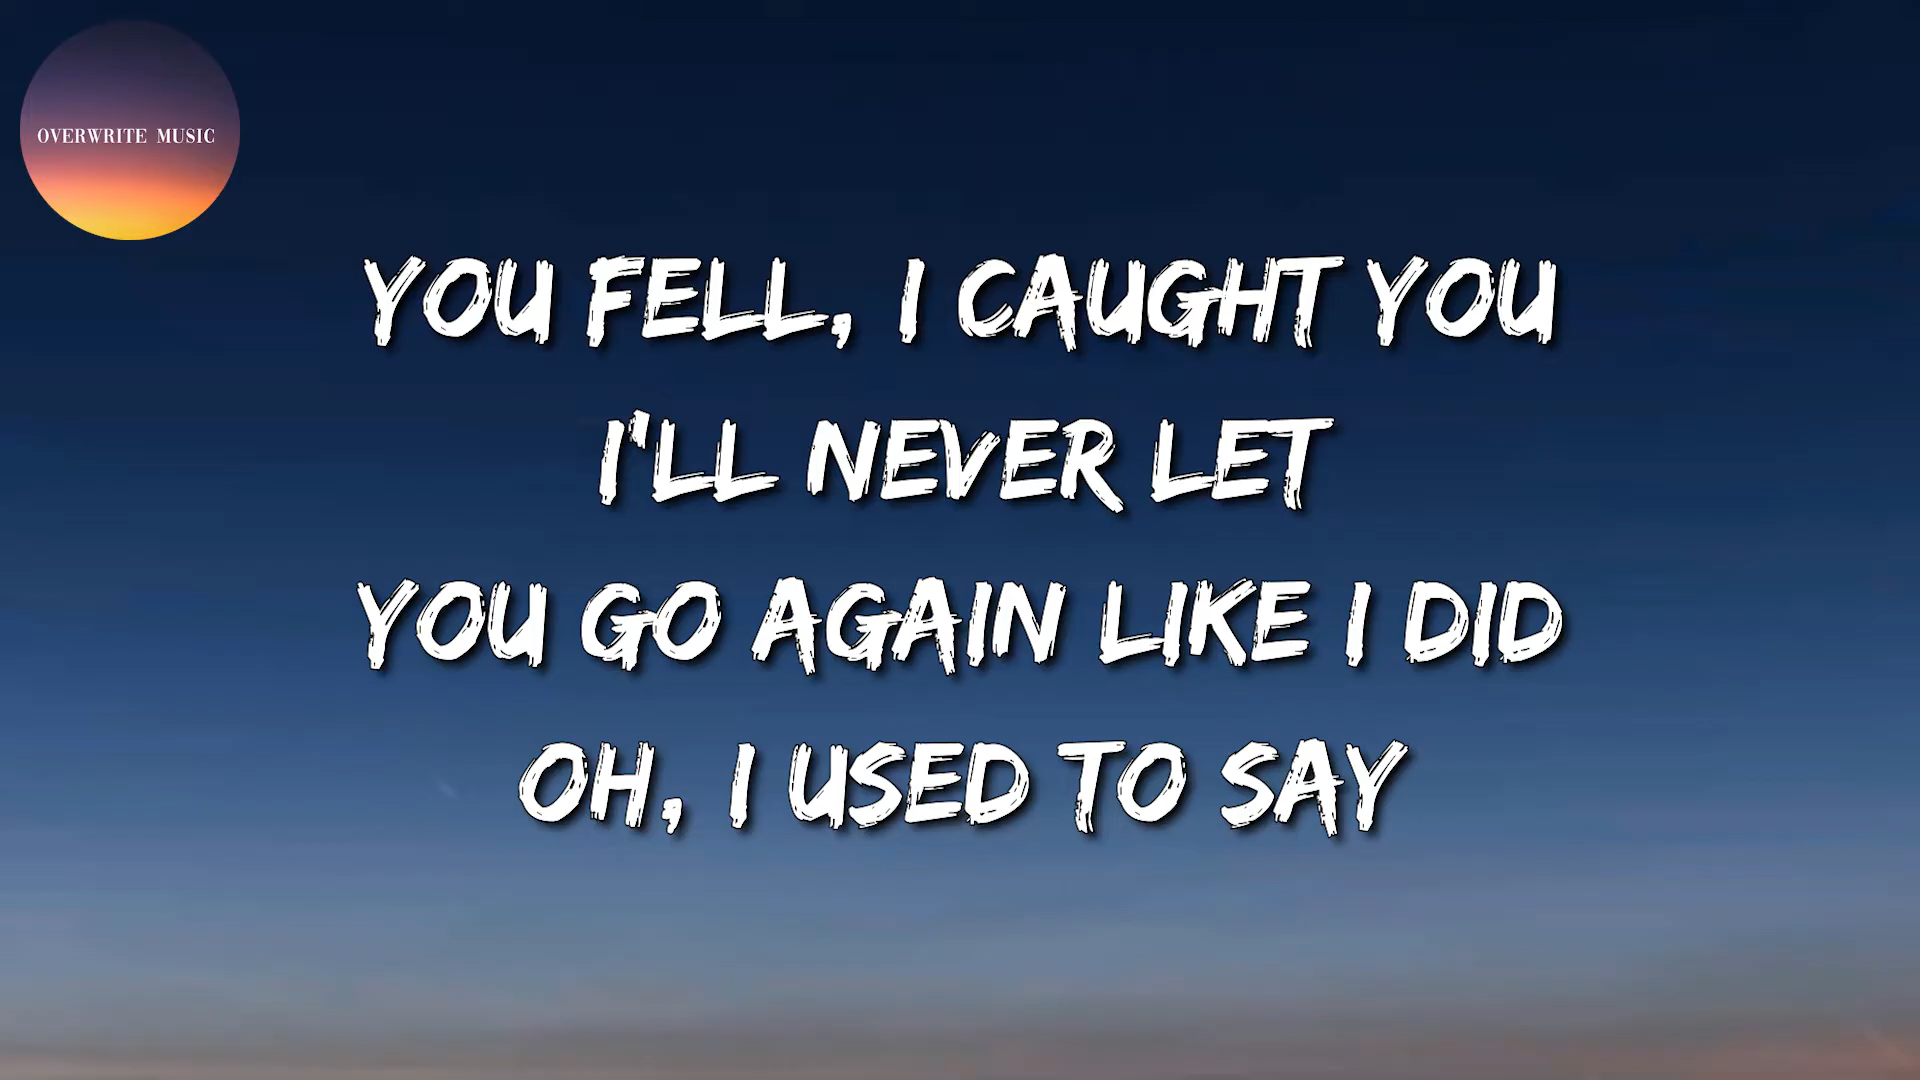 OVERWRITE MUSIC
YOU FELL, I CAUGHT YOU
I'LL NEVER LET
YOU GO AGAIN LIKE I DID
OH, I USED TO SAY